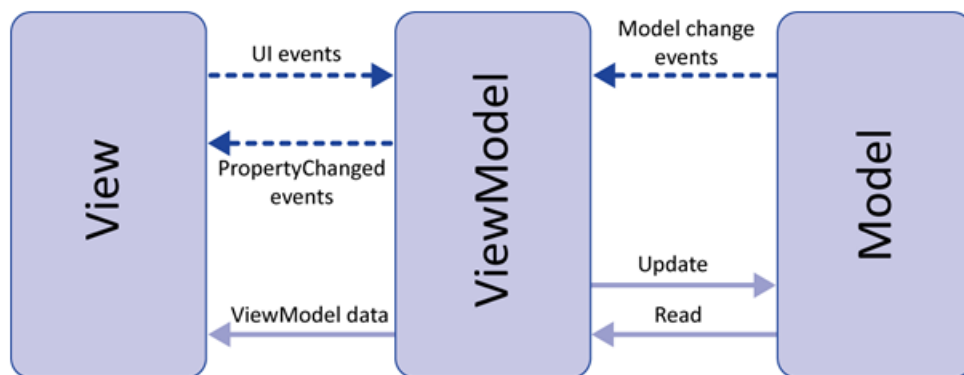 View
UI events
PropertyChanged
events
ViewModel data
ViewModel
Model change
events
Update
Read
Model